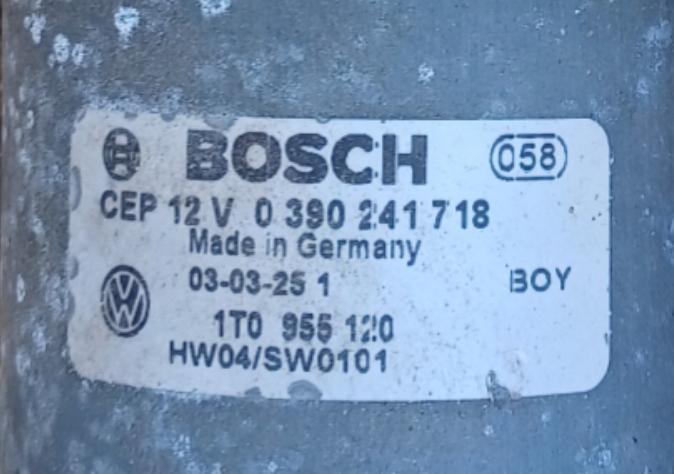 BOSCH 058
CEP 12 V 0 390 241 718
Made in Germany
03-03-25 1 BOY
1T0 955 120
HW04/SW0101